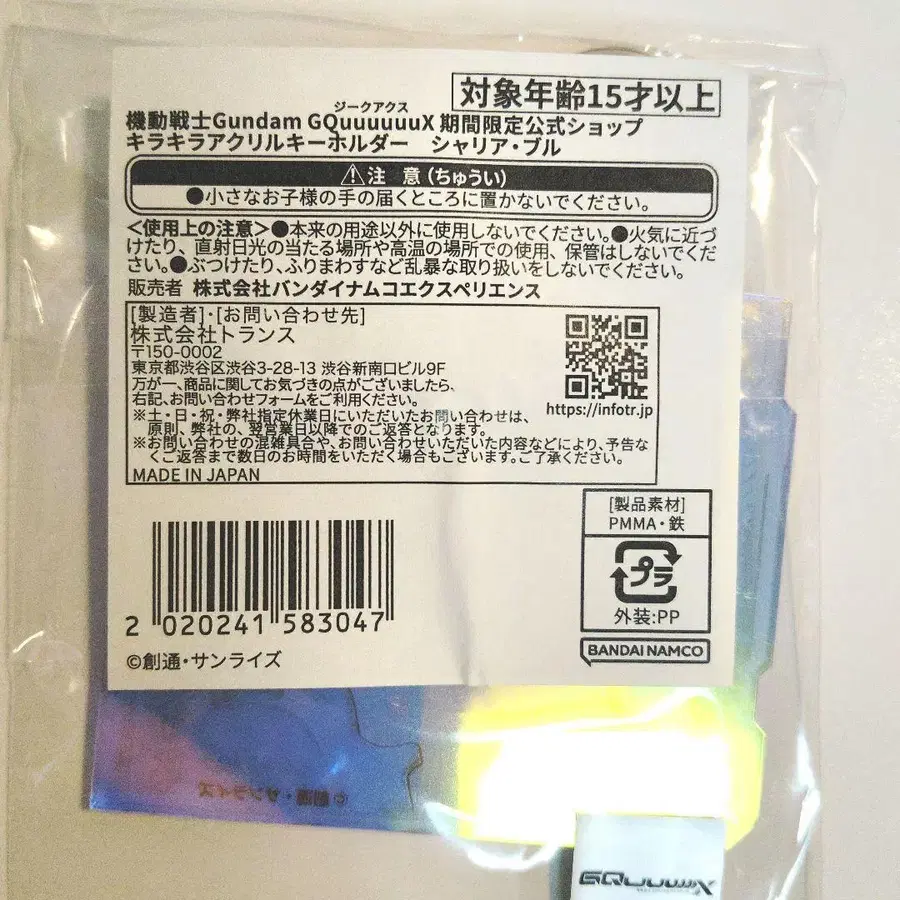 対象年齢15才以上
ジークアクス
機動戦士Gundam GQuuuuuuX 期間限定公式ショップ
キラキラアクリルキーホルダー　シャリア・ブル
⚠注 意 (ちゅうい)
●小さなお子様の手の届くところに置かないでください。
<使用上の注意>●本来の用途以外に使用しないでください。●火気に近づ
けたり、直射日光の当たる場所や高温の場所での使用、保管はしないでくだ
さい。●ぶつけたり、ふりまわすなど乱暴な取り扱いをしないでください。
販売者 株式会社バンダイナムコエクスペリエンス
[製造者]・[お問い合わせ先]
株式会社トランス
〒150-0002
東京都渋谷区渋谷3-28-13 渋谷新南口ビル9F
万が一、商品に関してお気づきの点がございましたら、
右記、お問い合わせフォームをご利用ください。
※土・日・祝・弊社指定休業日にいただいたお問い合わせは、
原則、弊社の、翌営業日以降でのご返答となります。
※お問い合わせの混雑具合や、お問い合わせいただいた内容などにより、予告な
くご返答まで数日のお時間をいただく場合もございます。ご了承ください。
MADE IN JAPAN
https://infotr.jp
[製品素材]
PMMA・鉄
プラ
外装:PP
BANDAI NAMCO
2 020241 583047
©創通・サンライズ
©創通・サンライズ
GQuuuuuuX